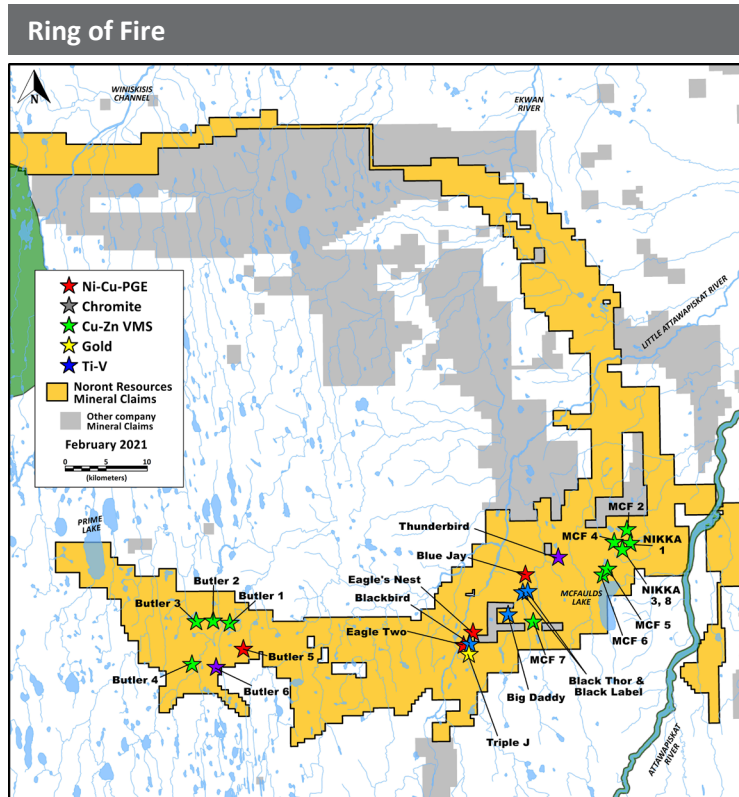 Ring of Fire
WINISKISIS
CHANNEL
EKWAN
RIVER
N
Ni-Cu-PGE
Chromite
Cu-Zn VMS
Gold
Ti-V
Noront Resources
Mineral Claims
Other company
Mineral Claims
February 2021
0 5 10
(kilometers)
LITTLE ATTAWAPISKAT RIVER
PRIME
LAKE
MCF 2
Thunderbird
MCF 4
NIKKA
1
Blue Jay
Eagle's Nest
Blackbird
MCFAULDS
LAKE
NIKKA
3, 8
Butler 2
Butler 3
Butler 1
MCF 5
Eagle Two
MCF 6
Butler 5
MCF 7
Butler 4
Butler 6
Black Thor &
Black Label
Big Daddy
Triple J
ATTAWAPISKAT
RIVER